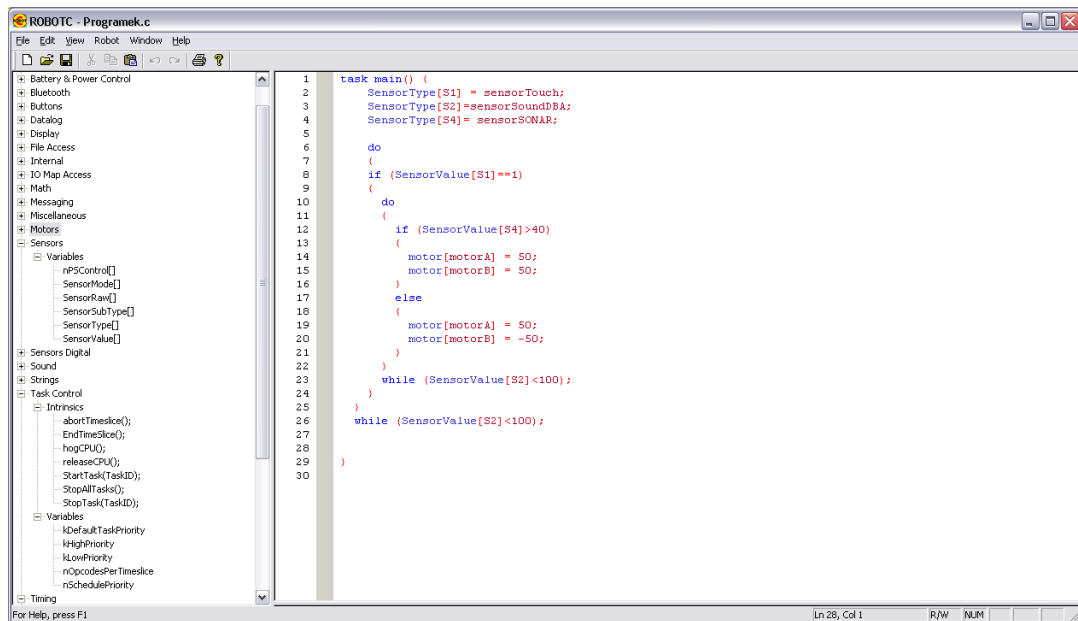 ROBOTC - Programek.c
File Edit View Robot Window Help
Battery & Power Control
Bluetooth
Buttons
Datalog
Display
File Access
Internal
IO Map Access
Math
Messaging
Miscellaneous
Motors
Sensors
Variables
nPSControl[]
SensorMode[]
SensorRaw[]
SensorSubType[]
SensorType[]
SensorValue[]
Sensors Digital
Sound
Strings
Task Control
Intrinsics
abortTimeslice();
EndTimeSlice();
hogCPU();
releaseCPU();
StartTask(TaskID);
StopAllTasks();
StopTask(TaskID);
Variables
kDefaultTaskPriority
kHighPriority
kLowPriority
nOpcodesPerTimeslice
nSchedulePriority
Timing
1 task main() {
2 SensorType[S1] = sensorTouch;
3 SensorType[S2]=sensorSoundDBA;
4 SensorType[S4]= sensorSONAR;
5
6 do
7 {
8 if (SensorValue[S1]==1)
9 {
10 do
11 {
12 if (SensorValue[S4]>40)
13 {
14 motor[motorA] = 50;
15 motor[motorB] = 50;
16 }
17 else
18 {
19 motor[motorA] = 50;
20 motor[motorB] = -50;
21 }
22 }
23 while (SensorValue[S2]<100);
24 }
25 }
26 while (SensorValue[S2]<100);
27
28
29 }
30
For Help, press F1
Ln 28, Col 1
R/W NUM